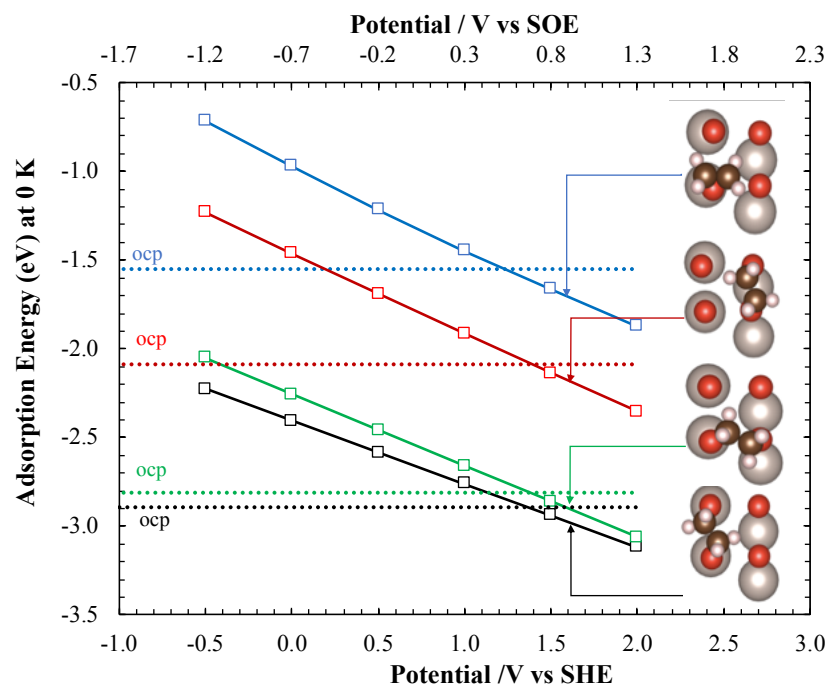 Potential / V vs SOE
-1.7 -1.2 -0.7 -0.2 0.3 0.8 1.3 1.8 2.3
-0.5
-1.0
-1.5
-2.0
-2.5
-3.0
-3.5
Adsorption Energy (eV) at 0 K
ocp
ocp
ocp
ocp
-1.0 -0.5 0.0 0.5 1.0 1.5 2.0 2.5 3.0
Potential /V vs SHE